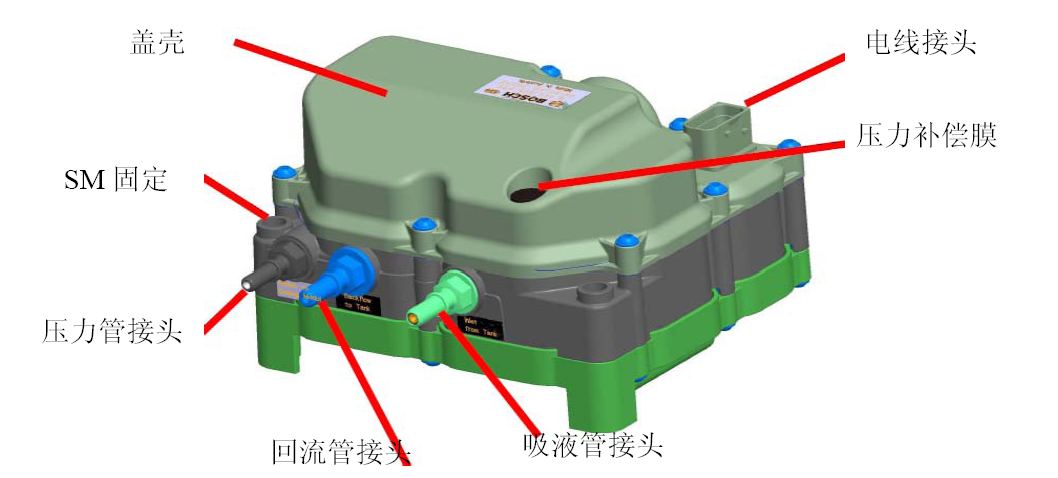 盖壳
电线接头
压力补偿膜
SM 固定
BOSCH
压力管接头
Backflow
to Tank
Inlet
from Tank
回流管接头
吸液管接头